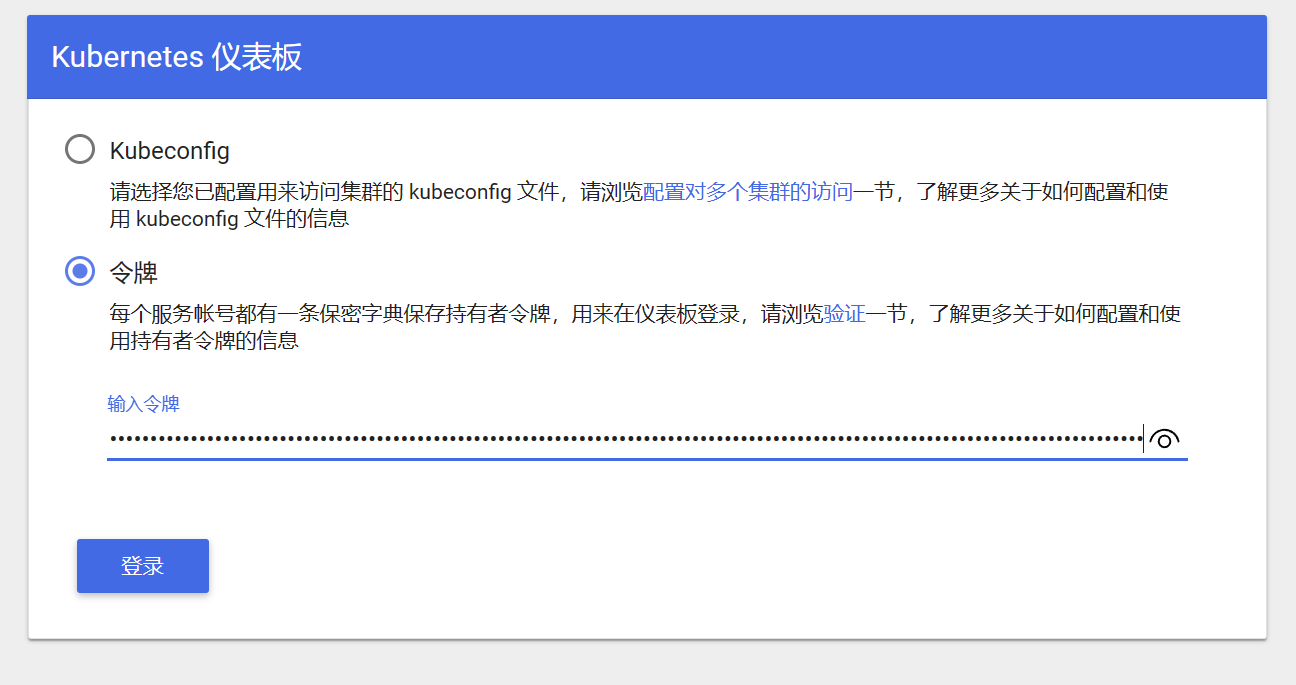 Kubernetes 仪表板
Kubeconfig
请选择您已配置用来访问集群的 kubeconfig 文件，请浏览配置对多个集群的访问一节，了解更多关于如何配置和使
用 kubeconfig 文件的信息
令牌
每个服务帐号都有一条保密字典保存持有者令牌，用来在仪表板登录，请浏览验证一节，了解更多关于如何配置和使
用持有者令牌的信息
输入令牌
登录